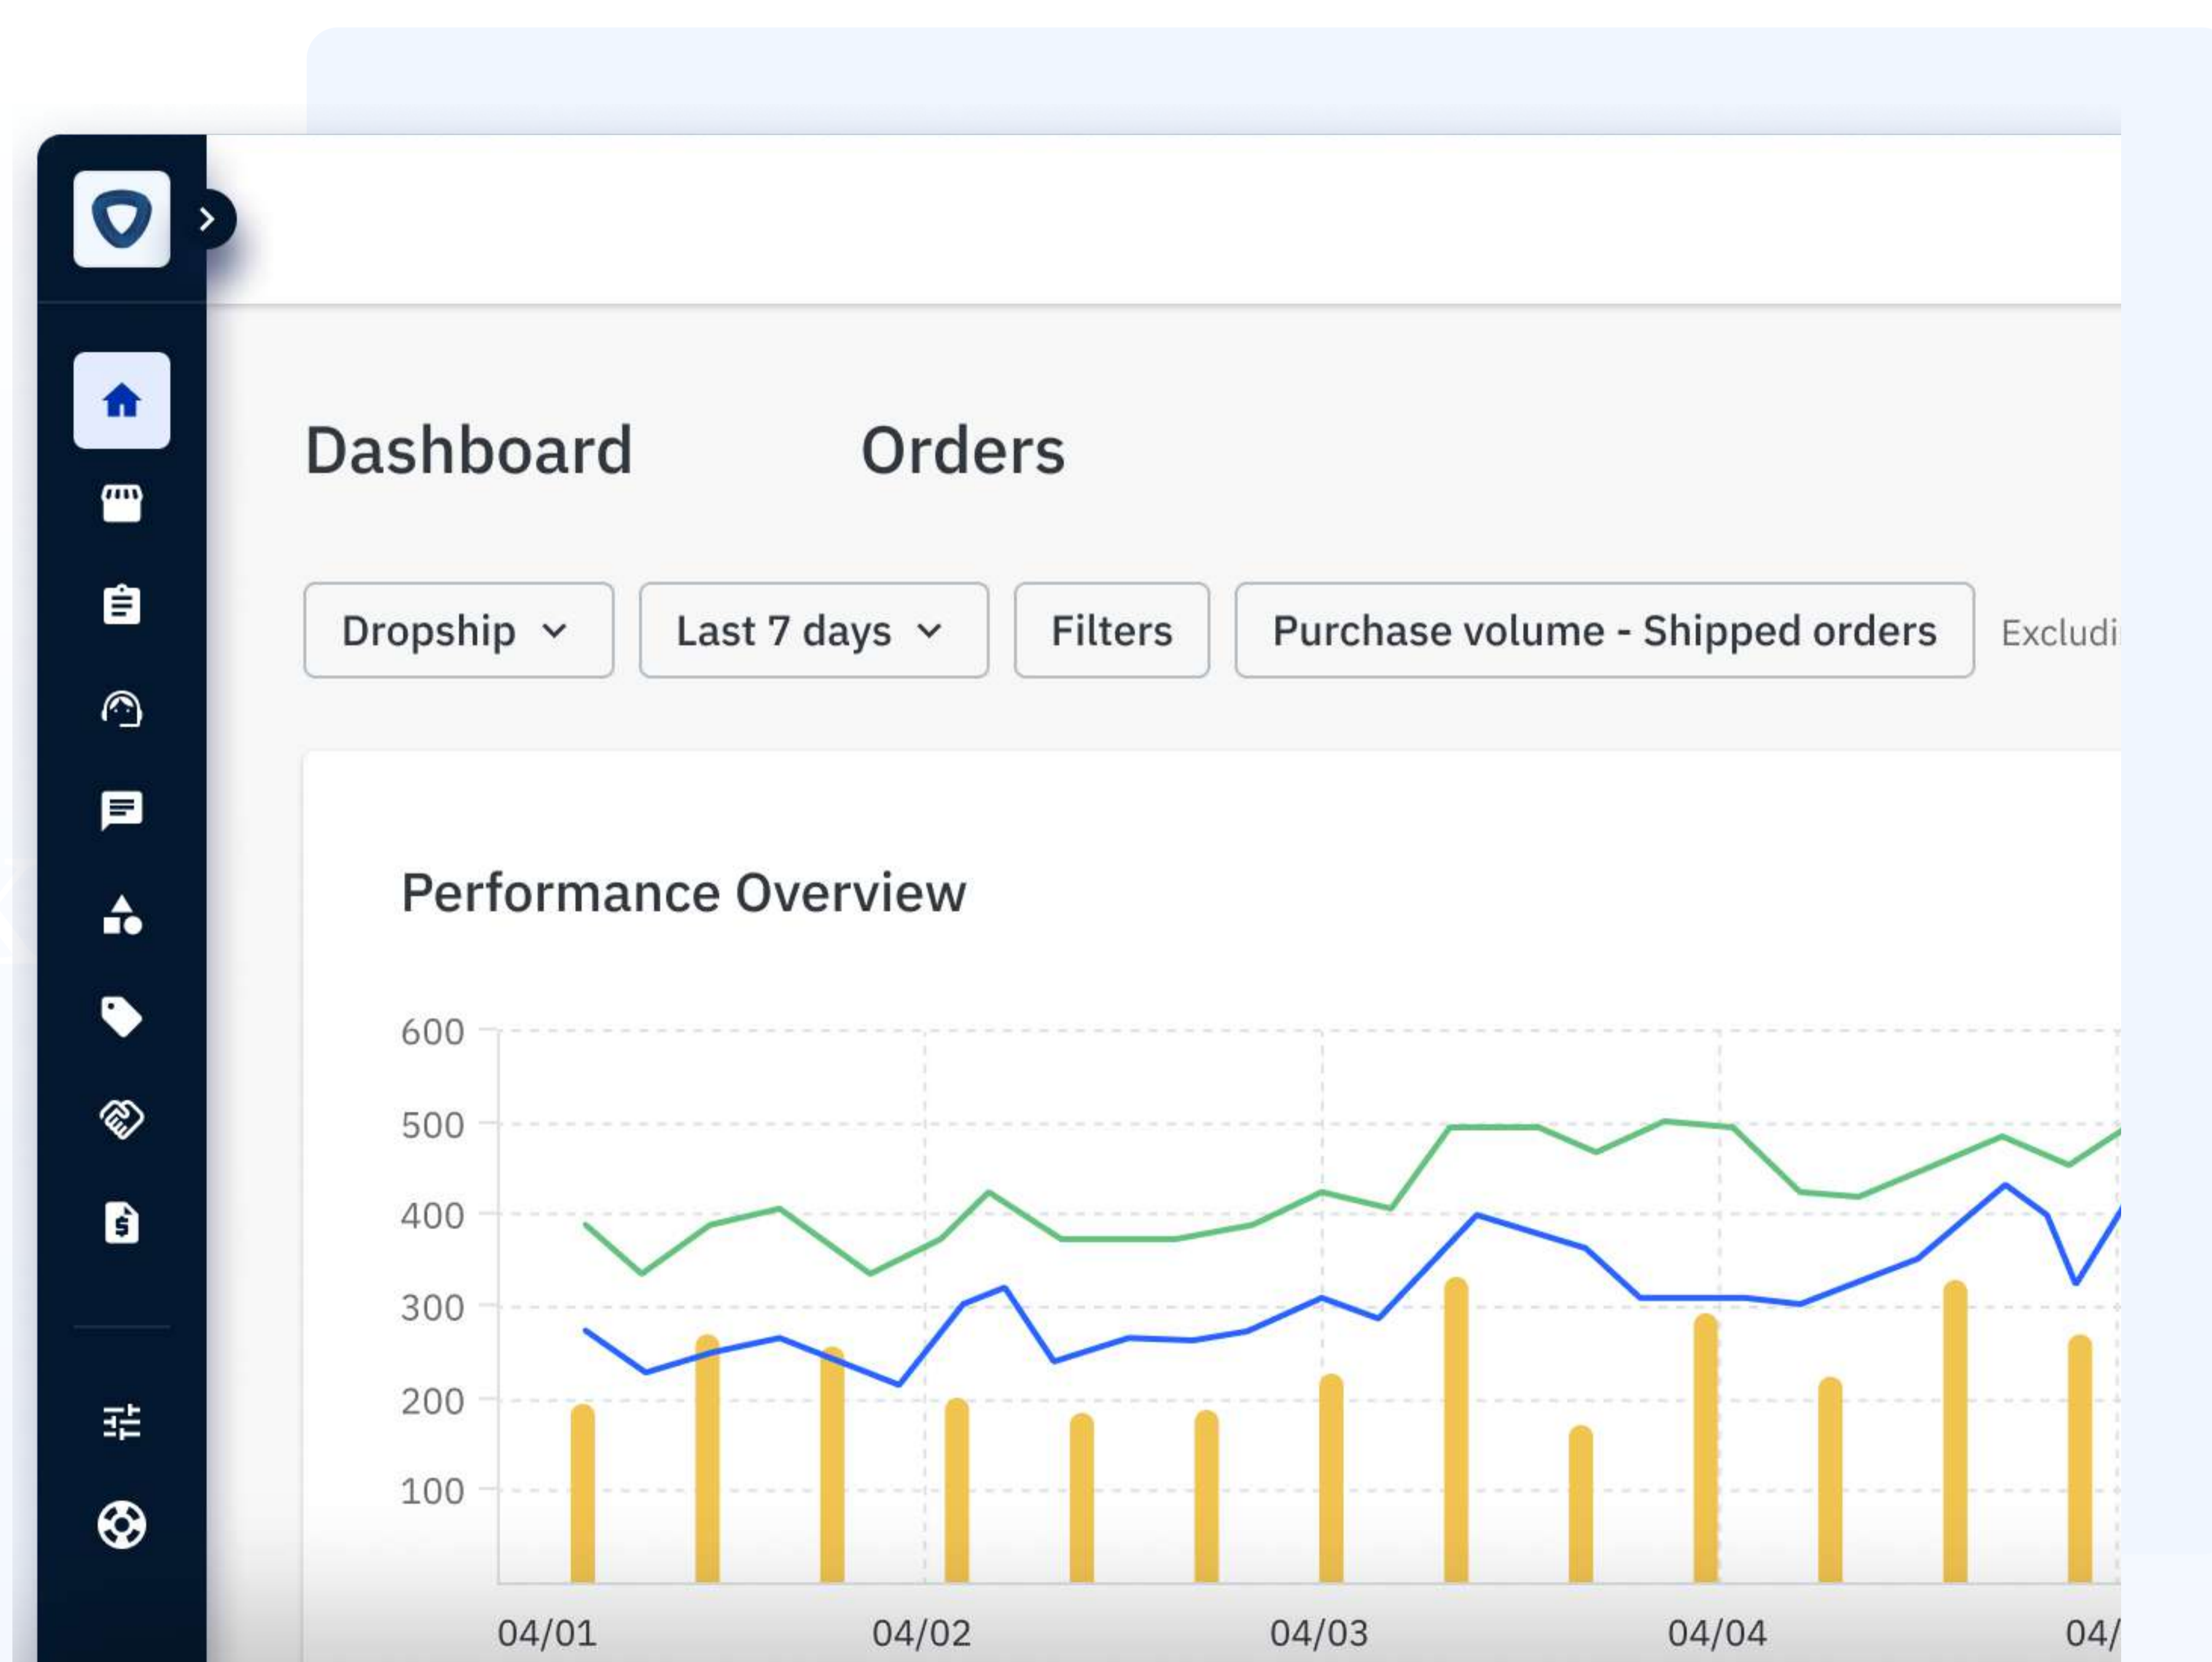 Dashboard Orders
Dropship Last 7 days Filters Purchase volume - Shipped orders
Performance Overview
600
500
400
300
200
100
04/01 04/02 04/03 04/04